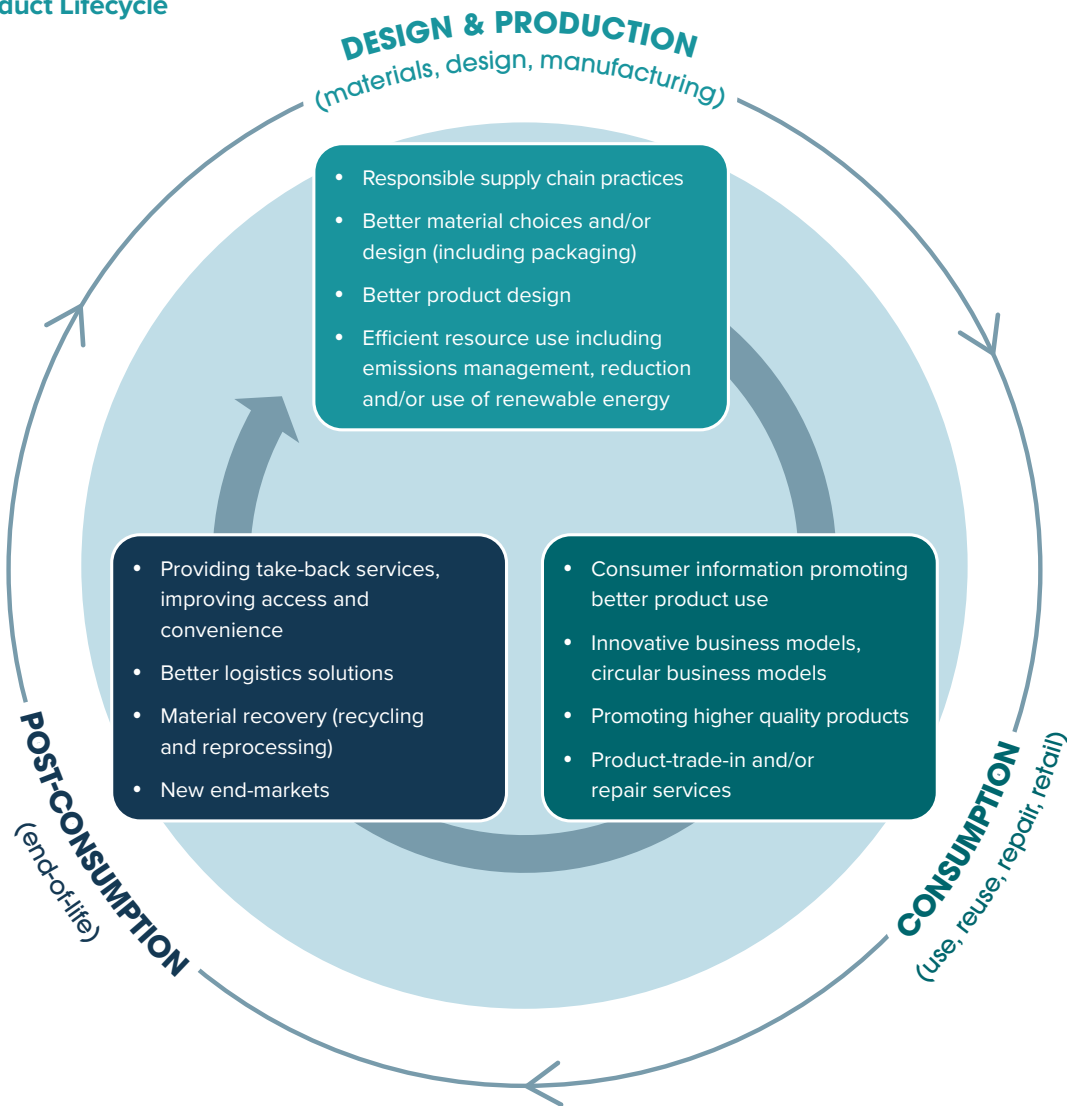 duct Lifecycle
DESIGN & PRODUCTION
(materials, design, manufacturing)
• Responsible supply chain practices
• Better material choices and/or
design (including packaging)
• Better product design
• Efficient resource use including
emissions management, reduction
and/or use of renewable energy
• Providing take-back services,
improving access and
convenience
• Better logistics solutions
• Material recovery (recycling
and reprocessing)
• New end-markets
• Consumer information promoting
better product use
• Innovative business models,
circular business models
• Promoting higher quality products
• Product-trade-in and/or
repair services
POST-CONSUMPTION
(end-of-life)
CONSUMPTION
(use, reuse, repair, retail)